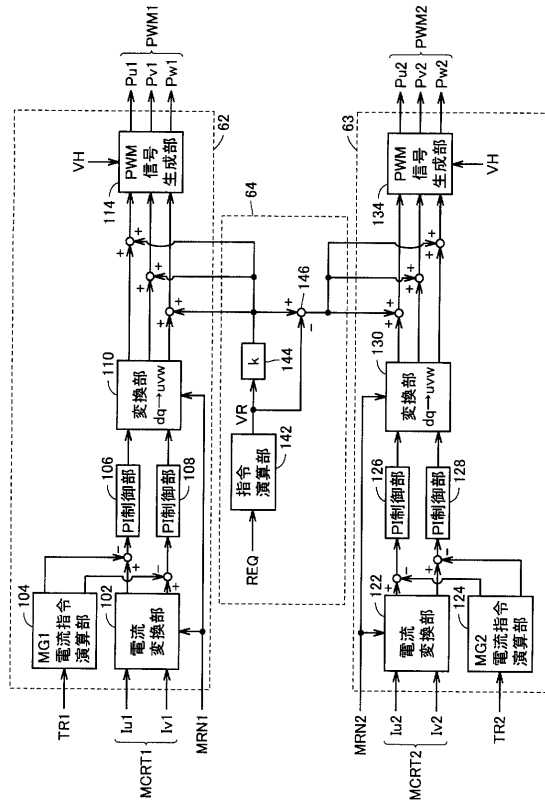 TR1
104
MG1
電流指令
演算部
Iu1
Iv1
MCRT1
102
電流
変換部
MRN1
−
+
−
+
106
PI制御部
PI制御部
108
110
変換部
dq→uvw
+
+
+
+
+
+
VH
114
PWM
信号
生成部
Pu1
Pv1
Pw1
PWM1
62
REQ
142
指令
演算部
VR
k
144
+
−
146
64
MRN2
Iu2
Iv2
MCRT2
TR2
122
電流
変換部
124
MG2
電流指令
演算部
+
−
+
−
126
PI制御部
PI制御部
128
130
変換部
dq→uvw
+
+
+
+
+
+
134
PWM
信号
生成部
VH
Pu2
Pv2
Pw2
PWM2
63